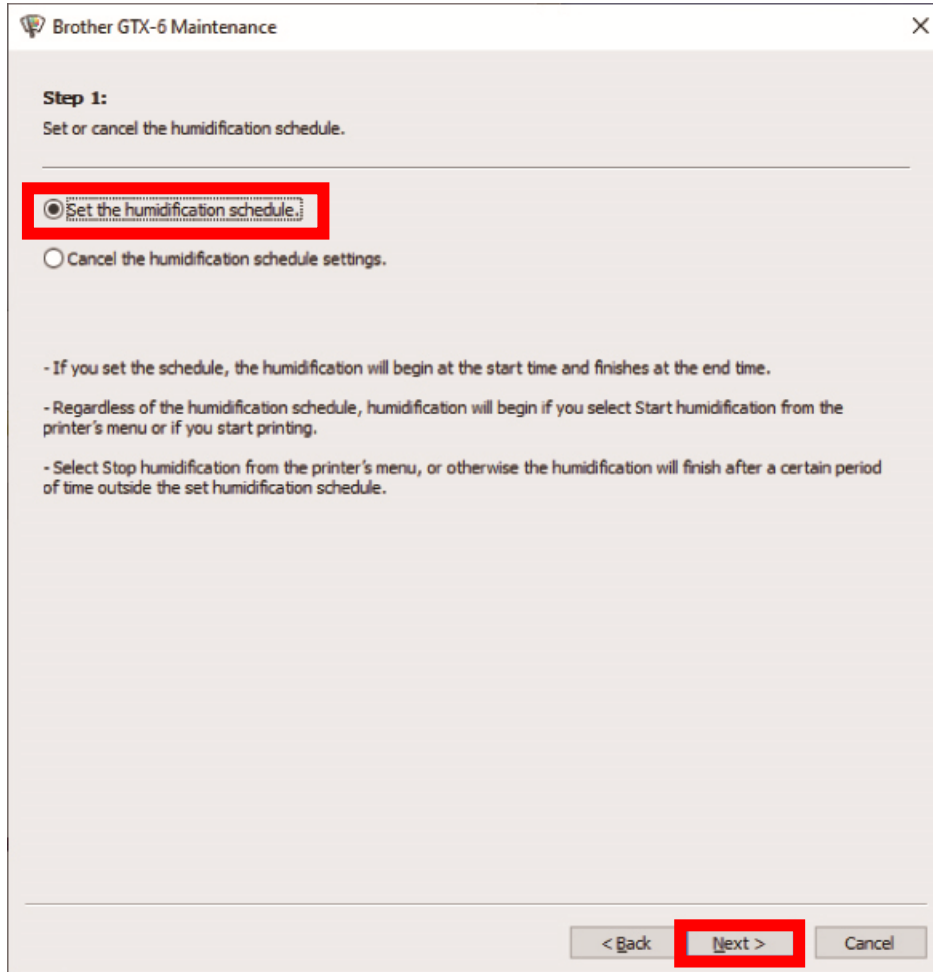 Brother GTX-6 Maintenance
Step 1:
Set or cancel the humidification schedule.
Set the humidification schedule.
Cancel the humidification schedule settings.
- If you set the schedule, the humidification will begin at the start time and finishes at the end time.
- Regardless of the humidification schedule, humidification will begin if you select Start humidification from the
printer's menu or if you start printing.
- Select Stop humidification from the printer's menu, or otherwise the humidification will finish after a certain period
of time outside the set humidification schedule.
< Back Next > Cancel